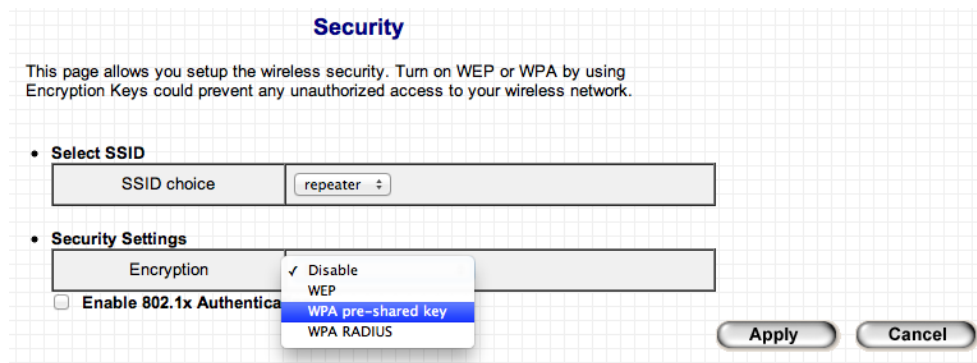 Security
This page allows you setup the wireless security. Turn on WEP or WPA by using
Encryption Keys could prevent any unauthorized access to your wireless network.
• Select SSID
SSID choice
repeater
• Security Settings
Encryption
✓ Disable
WEP
WPA pre-shared key
WPA RADIUS
Enable 802.1x
Apply
Cancel